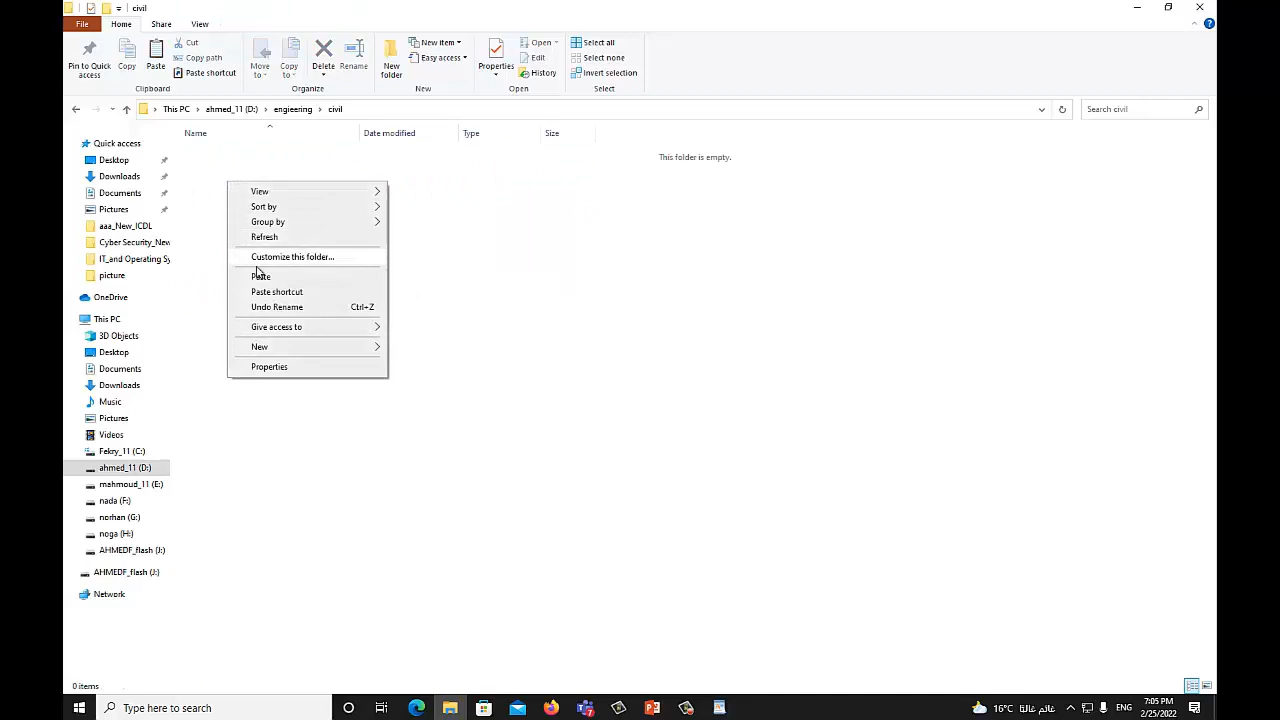 civil
File Home Share View
Pin to Quick access
Copy
Paste
Cut
Copy path
Paste shortcut
Clipboard
Move to
Copy to
Delete
Rename
Organize
New folder
New item
Easy access
New
Properties
Open
Edit
History
Open
Select all
Select none
Invert selection
Select
This PC > ahmed_11 (D:) > engieering > civil
Search civil
Name Date modified Type Size
This folder is empty.
Quick access
Desktop
Downloads
Documents
Pictures
aaa_New_ICDL
Cyber Security_New
IT_and Operating Sy
picture
OneDrive
This PC
3D Objects
Desktop
Documents
Downloads
Music
Pictures
Videos
Fekry_11 (C:)
ahmed_11 (D:)
mahmoud_11 (E:)
nada (F:)
norhan (G:)
noga (H:)
AHMEDF_flash (J:)
AHMEDF_flash (J:)
Network
View
Sort by
Group by
Refresh
Customize this folder...
Paste
Paste shortcut
Undo Rename Ctrl+Z
Give access to
New
Properties
0 items
Type here to search
16°C غائم غالبًا
ENG
7:05 PM
2/25/2022